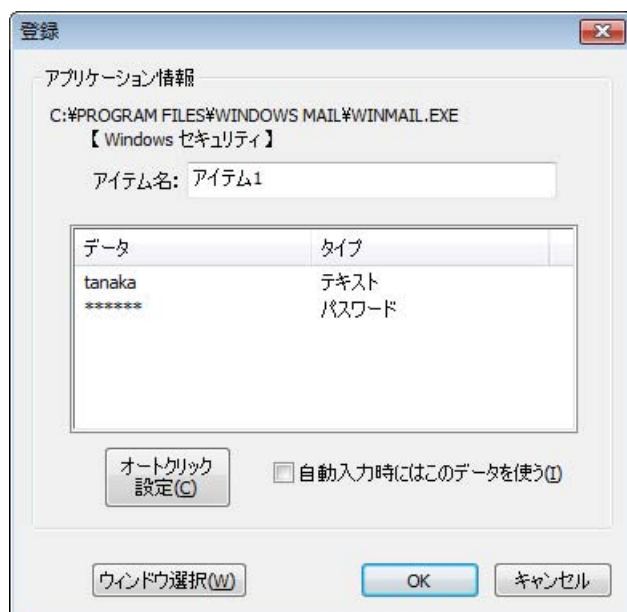 登録
アプリケーション情報
C:¥PROGRAM FILES¥WINDOWS MAIL¥WINMAIL.EXE
【 Windows セキュリティ 】
アイテム名: アイテム1
データ タイプ
tanaka テキスト
****** パスワード
オートクリック
設定(C)
自動入力時にはこのデータを使う(I)
ウィンドウ選択(W) OK キャンセル